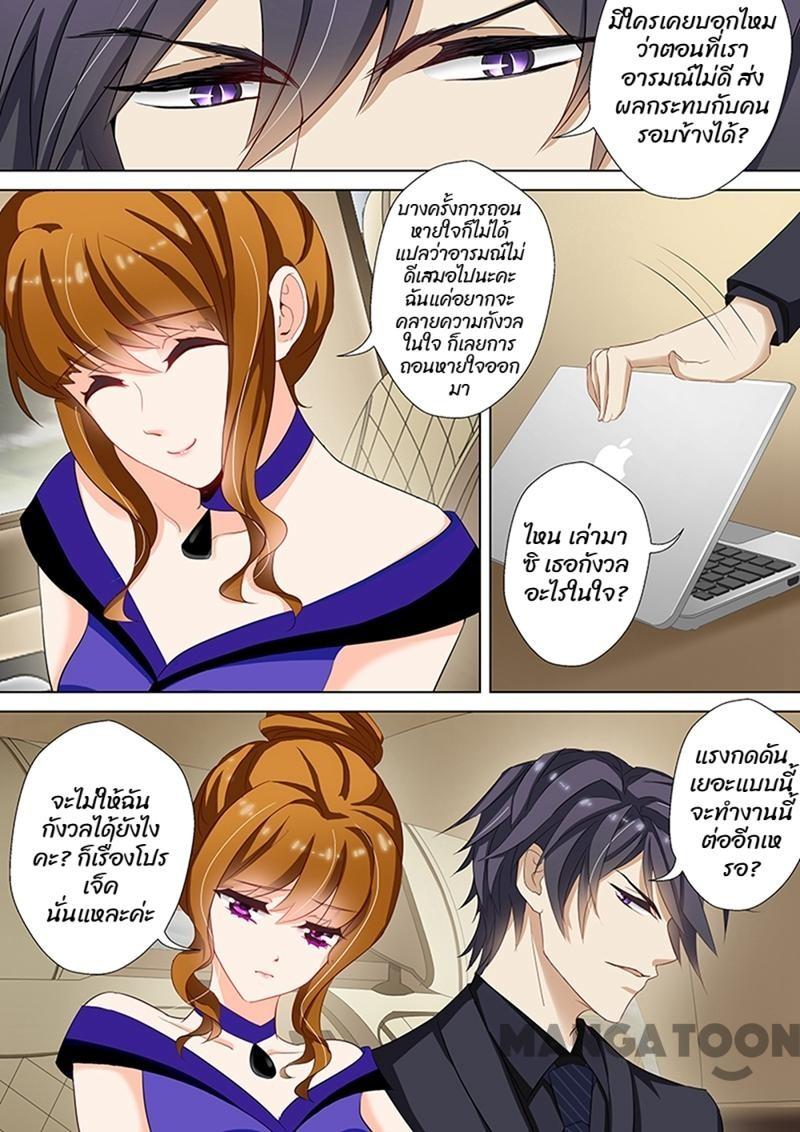 มีใครเคยบอกไหม
ว่าตอนที่เรา
อารมณ์ไม่ดี ส่ง
ผลกระทบกับคน
รอบข้างได้?
บางครั้งการถอน
หายใจก็ไม่ได้
แปลว่าอารมณ์ไม่
ดีเสมอไปนะคะ
ฉันแค่อยากจะ
คลายความกังวล
ในใจ ก็เลยการ
ถอนหายใจออก
มา
ไหน เล่ามา
ซิ เธอกังวล
อะไรในใจ?
จะไม่ให้ฉัน
กังวลได้ยังไง
คะ? ก็เรื่องโปร
เจ็ค
นั่นแหละค่ะ
แรงกดดัน
เยอะแบบนี้
จะทำงานนี้
ต่ออีกเห
รอ?
MANGATOON